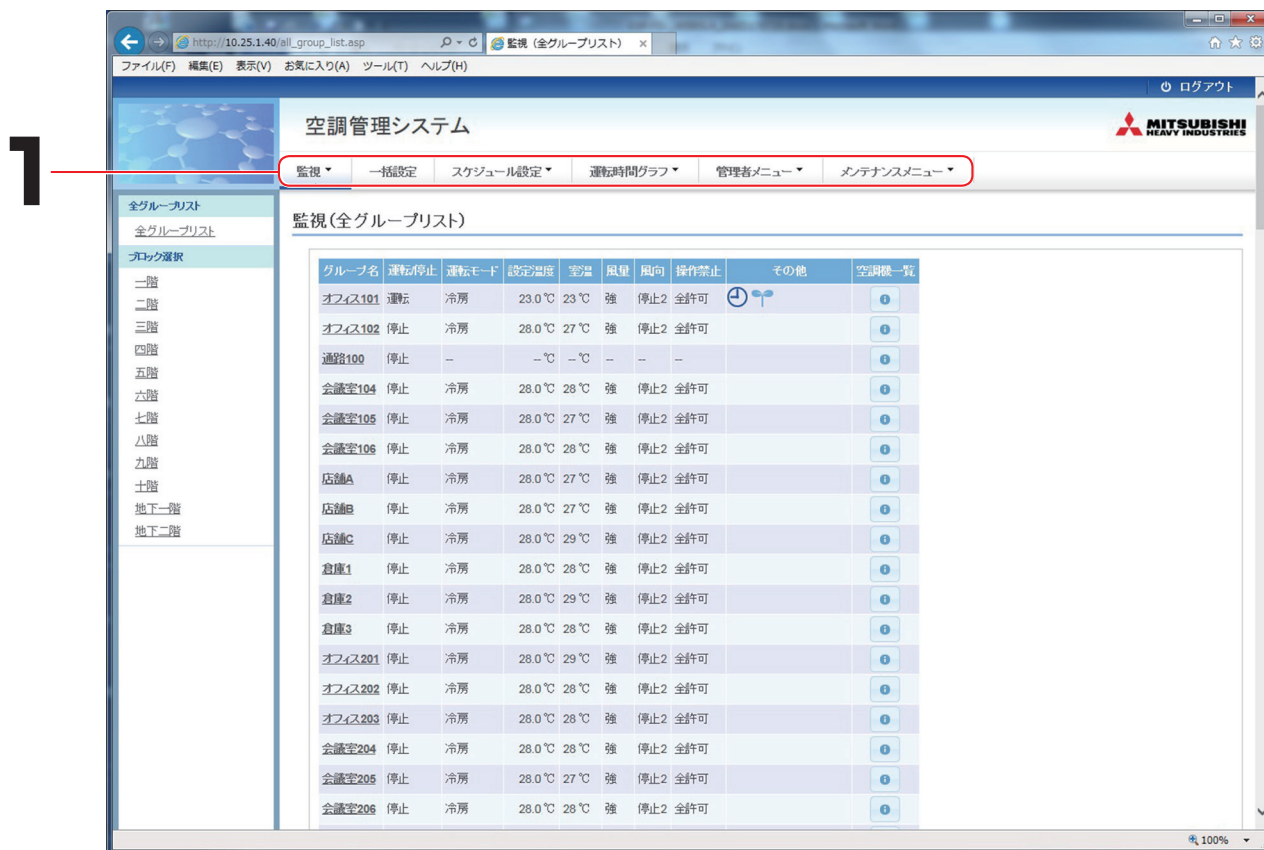 http://10.25.1.40/all_group_list.asp
監視 (全グループリスト)
ファイル(F) 編集(E) 表示(V) お気に入り(A) ツール(T) ヘルプ(H)
ログアウト
空調管理システム
MITSUBISHI
HEAVY INDUSTRIES
1
監視 一括設定 スケジュール設定 運転時間グラフ 管理者メニュー メンテナンスメニュー
全グループリスト
全グループリスト
ブロック選択
一階
二階
三階
四階
五階
六階
七階
八階
九階
十階
地下一階
地下二階
監視(全グループリスト)
グループ名 運転/停止 運転モード 設定温度 室温 風量 風向 操作禁止 その他 空調機一覧
オフィス101 運転 冷房 23.0℃ 23℃ 強 停止2 全許可
オフィス102 停止 冷房 28.0℃ 27℃ 強 停止2 全許可
通路100 停止 -- --℃ --℃ -- -- --
会議室104 停止 冷房 28.0℃ 28℃ 強 停止2 全許可
会議室105 停止 冷房 28.0℃ 27℃ 強 停止2 全許可
会議室106 停止 冷房 28.0℃ 28℃ 強 停止2 全許可
店舗A 停止 冷房 28.0℃ 27℃ 強 停止2 全許可
店舗B 停止 冷房 28.0℃ 27℃ 強 停止2 全許可
店舗C 停止 冷房 28.0℃ 29℃ 強 停止2 全許可
倉庫1 停止 冷房 28.0℃ 28℃ 強 停止2 全許可
倉庫2 停止 冷房 28.0℃ 29℃ 強 停止2 全許可
倉庫3 停止 冷房 28.0℃ 28℃ 強 停止2 全許可
オフィス201 停止 冷房 28.0℃ 29℃ 強 停止2 全許可
オフィス202 停止 冷房 28.0℃ 28℃ 強 停止2 全許可
オフィス203 停止 冷房 28.0℃ 28℃ 強 停止2 全許可
会議室204 停止 冷房 28.0℃ 28℃ 強 停止2 全許可
会議室205 停止 冷房 28.0℃ 27℃ 強 停止2 全許可
会議室206 停止 冷房 28.0℃ 28℃ 強 停止2 全許可
100%